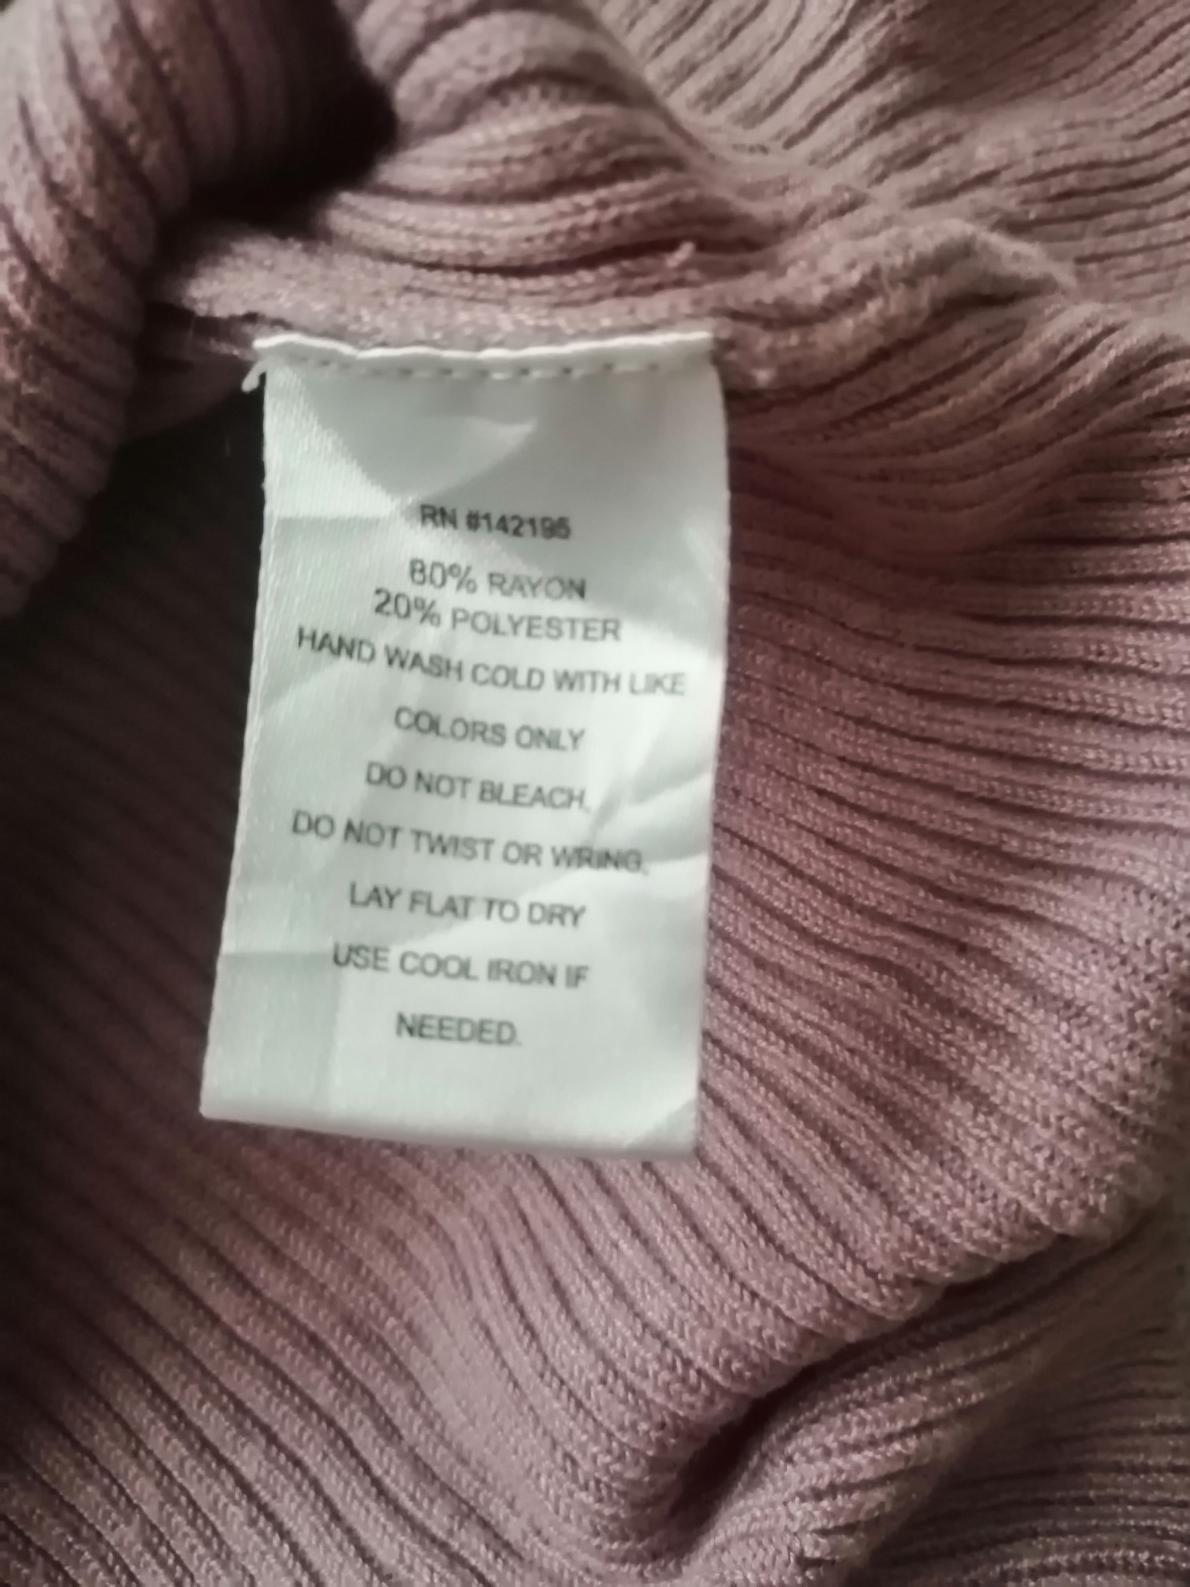 RN #142195
80% RAYON
20% POLYESTER
HAND WASH COLD WITH LIKE
COLORS ONLY
DO NOT BLEACH.
DO NOT TWIST OR WRING.
LAY FLAT TO DRY
USE COOL IRON IF
NEEDED.